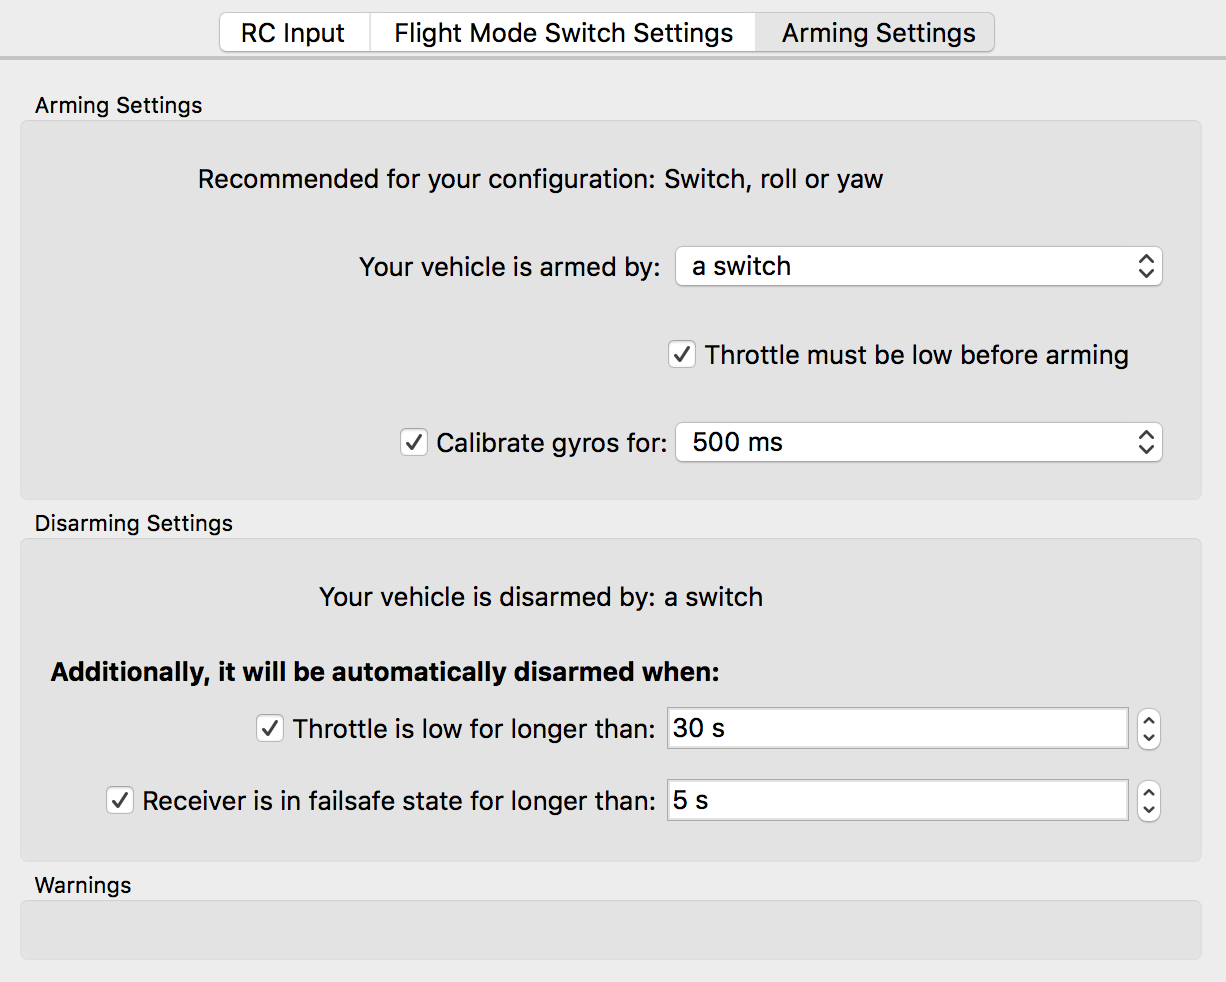 RC Input Flight Mode Switch Settings Arming Settings
Arming Settings
Recommended for your configuration: Switch, roll or yaw
Your vehicle is armed by: a switch
Throttle must be low before arming
Calibrate gyros for: 500 ms
Disarming Settings
Your vehicle is disarmed by: a switch
Additionally, it will be automatically disarmed when:
Throttle is low for longer than: 30 s
Receiver is in failsafe state for longer than: 5 s
Warnings